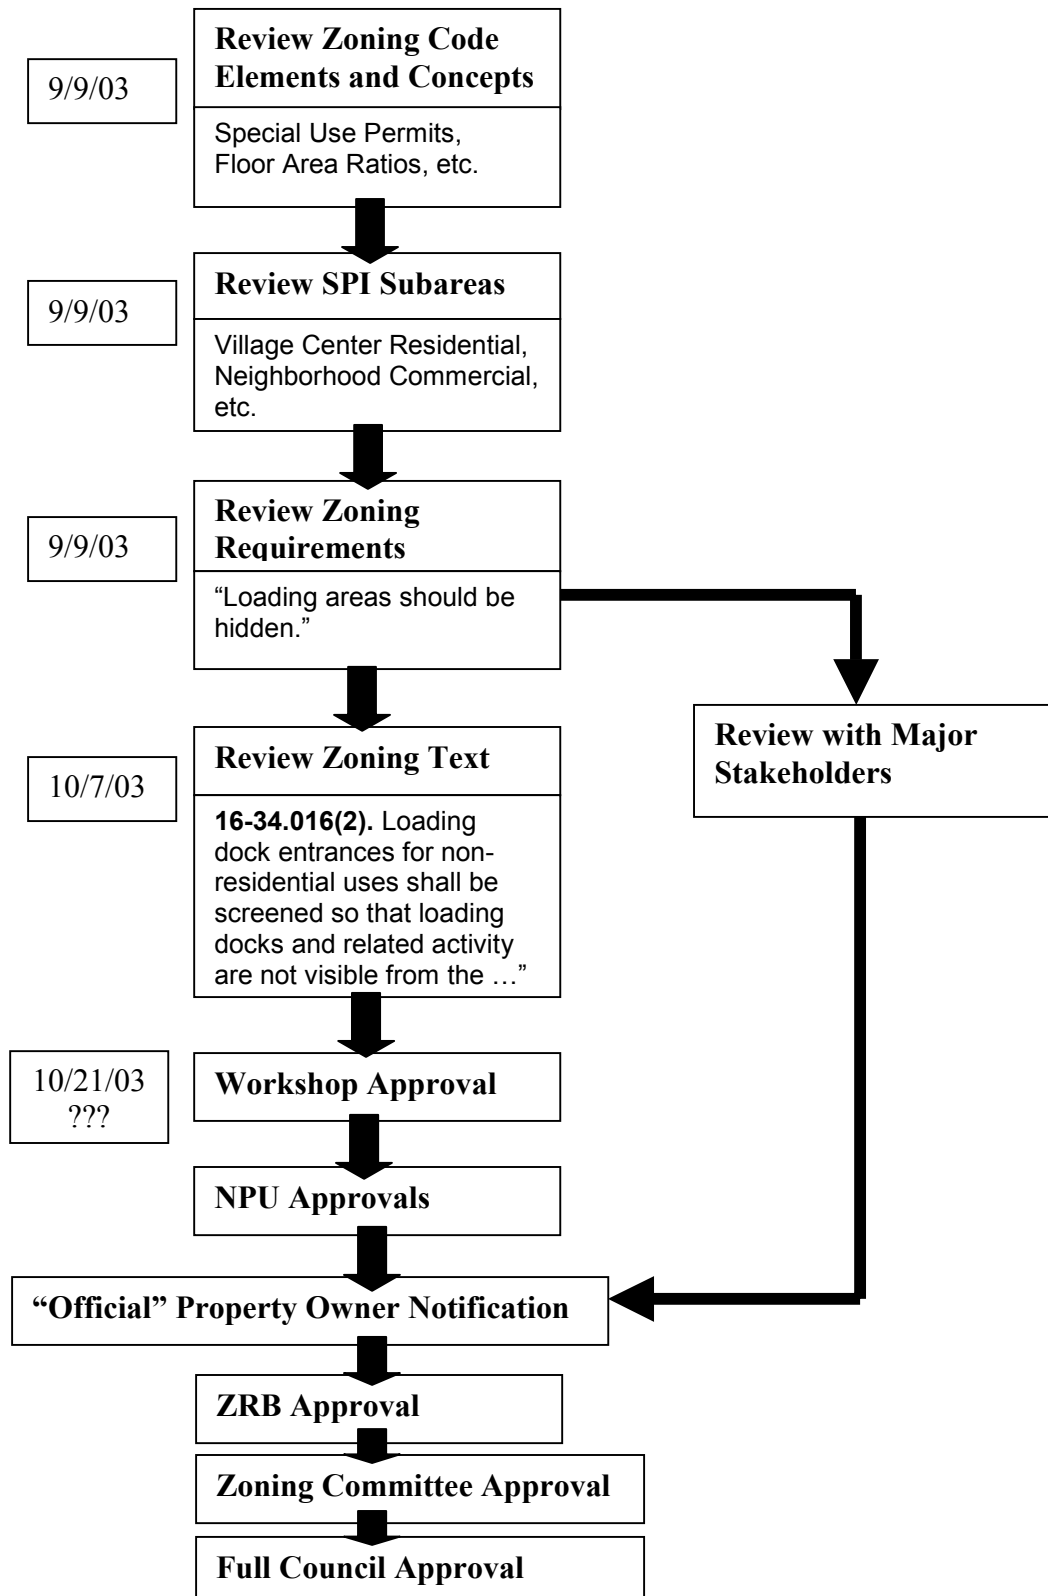 Review Zoning Code
Elements and Concepts
9/9/03
Special Use Permits,
Floor Area Ratios, etc.
Review SPI Subareas
9/9/03
Village Center Residential,
Neighborhood Commercial,
etc.
Review Zoning
Requirements
9/9/03
“Loading areas should be
hidden.”
Review with Major
Stakeholders
Review Zoning Text
10/7/03
16-34.016(2). Loading
dock entrances for non-
residential uses shall be
screened so that loading
docks and related activity
are not visible from the …”
10/21/03
???
Workshop Approval
NPU Approvals
“Official” Property Owner Notification
ZRB Approval
Zoning Committee Approval
Full Council Approval